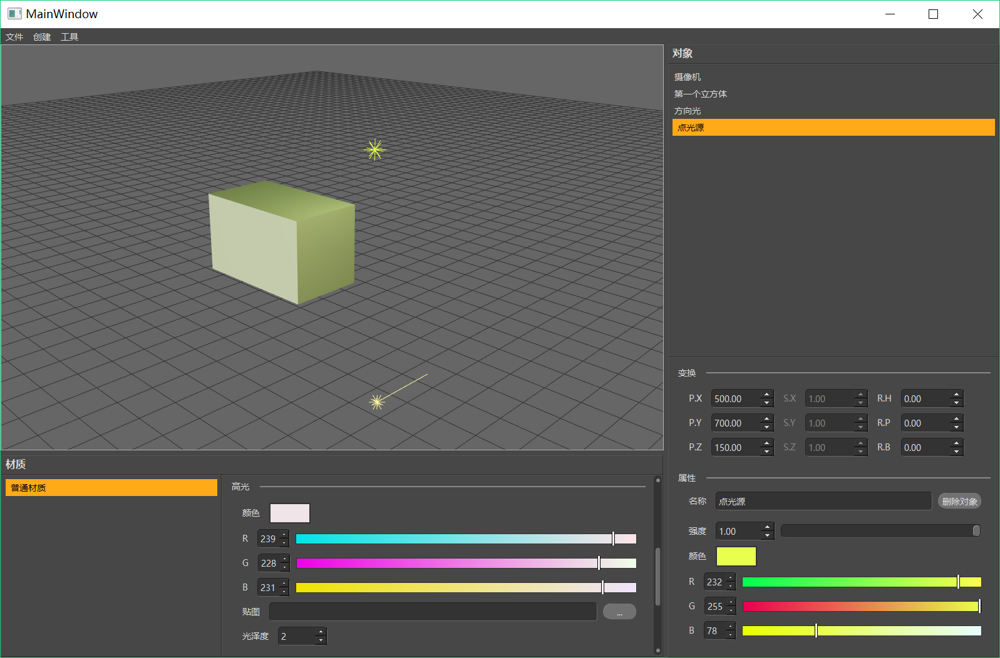 MainWindow
文件 创建 工具
对象
摄像机
第一个立方体
方向光
点光源
变换
P.X 500.00 S.X 1.00 R.H 0.00
P.Y 700.00 S.Y 1.00 R.P 0.00
P.Z 150.00 S.Z 1.00 R.B 0.00
属性
名称 点光源 删除对象
强度 1.00
颜色
R 232
G 255
B 78
材质
普通材质
高光
颜色
R 239
G 228
B 231
贴图 ...
光泽度 2